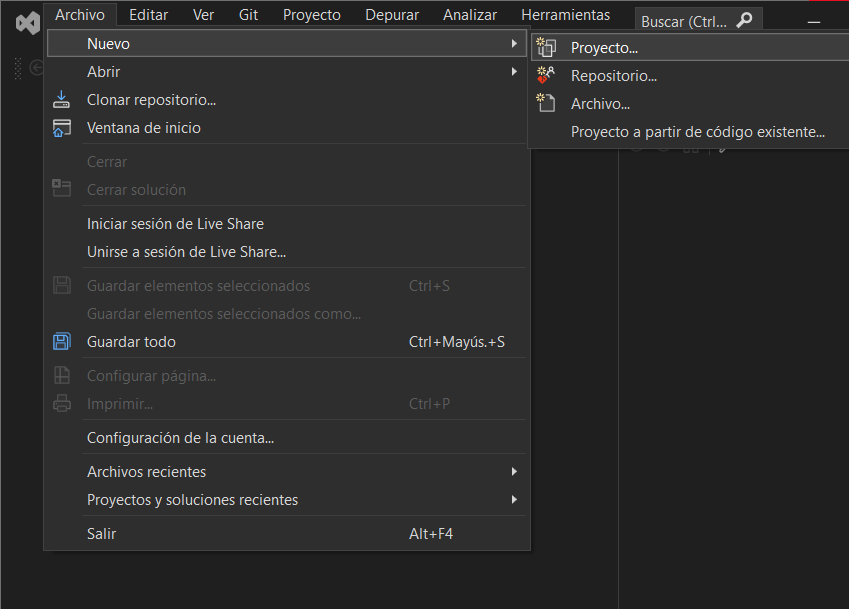 Archivo Editar Ver Git Proyecto Depurar Analizar Herramientas Buscar (Ctrl...
Nuevo
Abrir
Clonar repositorio...
Ventana de inicio
Cerrar
Cerrar solución
Iniciar sesión de Live Share
Unirse a sesión de Live Share...
Guardar elementos seleccionados Ctrl+S
Guardar elementos seleccionados como...
Guardar todo Ctrl+Mayús.+S
Configurar página...
Imprimir... Ctrl+P
Configuración de la cuenta...
Archivos recientes
Proyectos y soluciones recientes
Salir Alt+F4
Proyecto...
Repositorio...
Archivo...
Proyecto a partir de código existente...